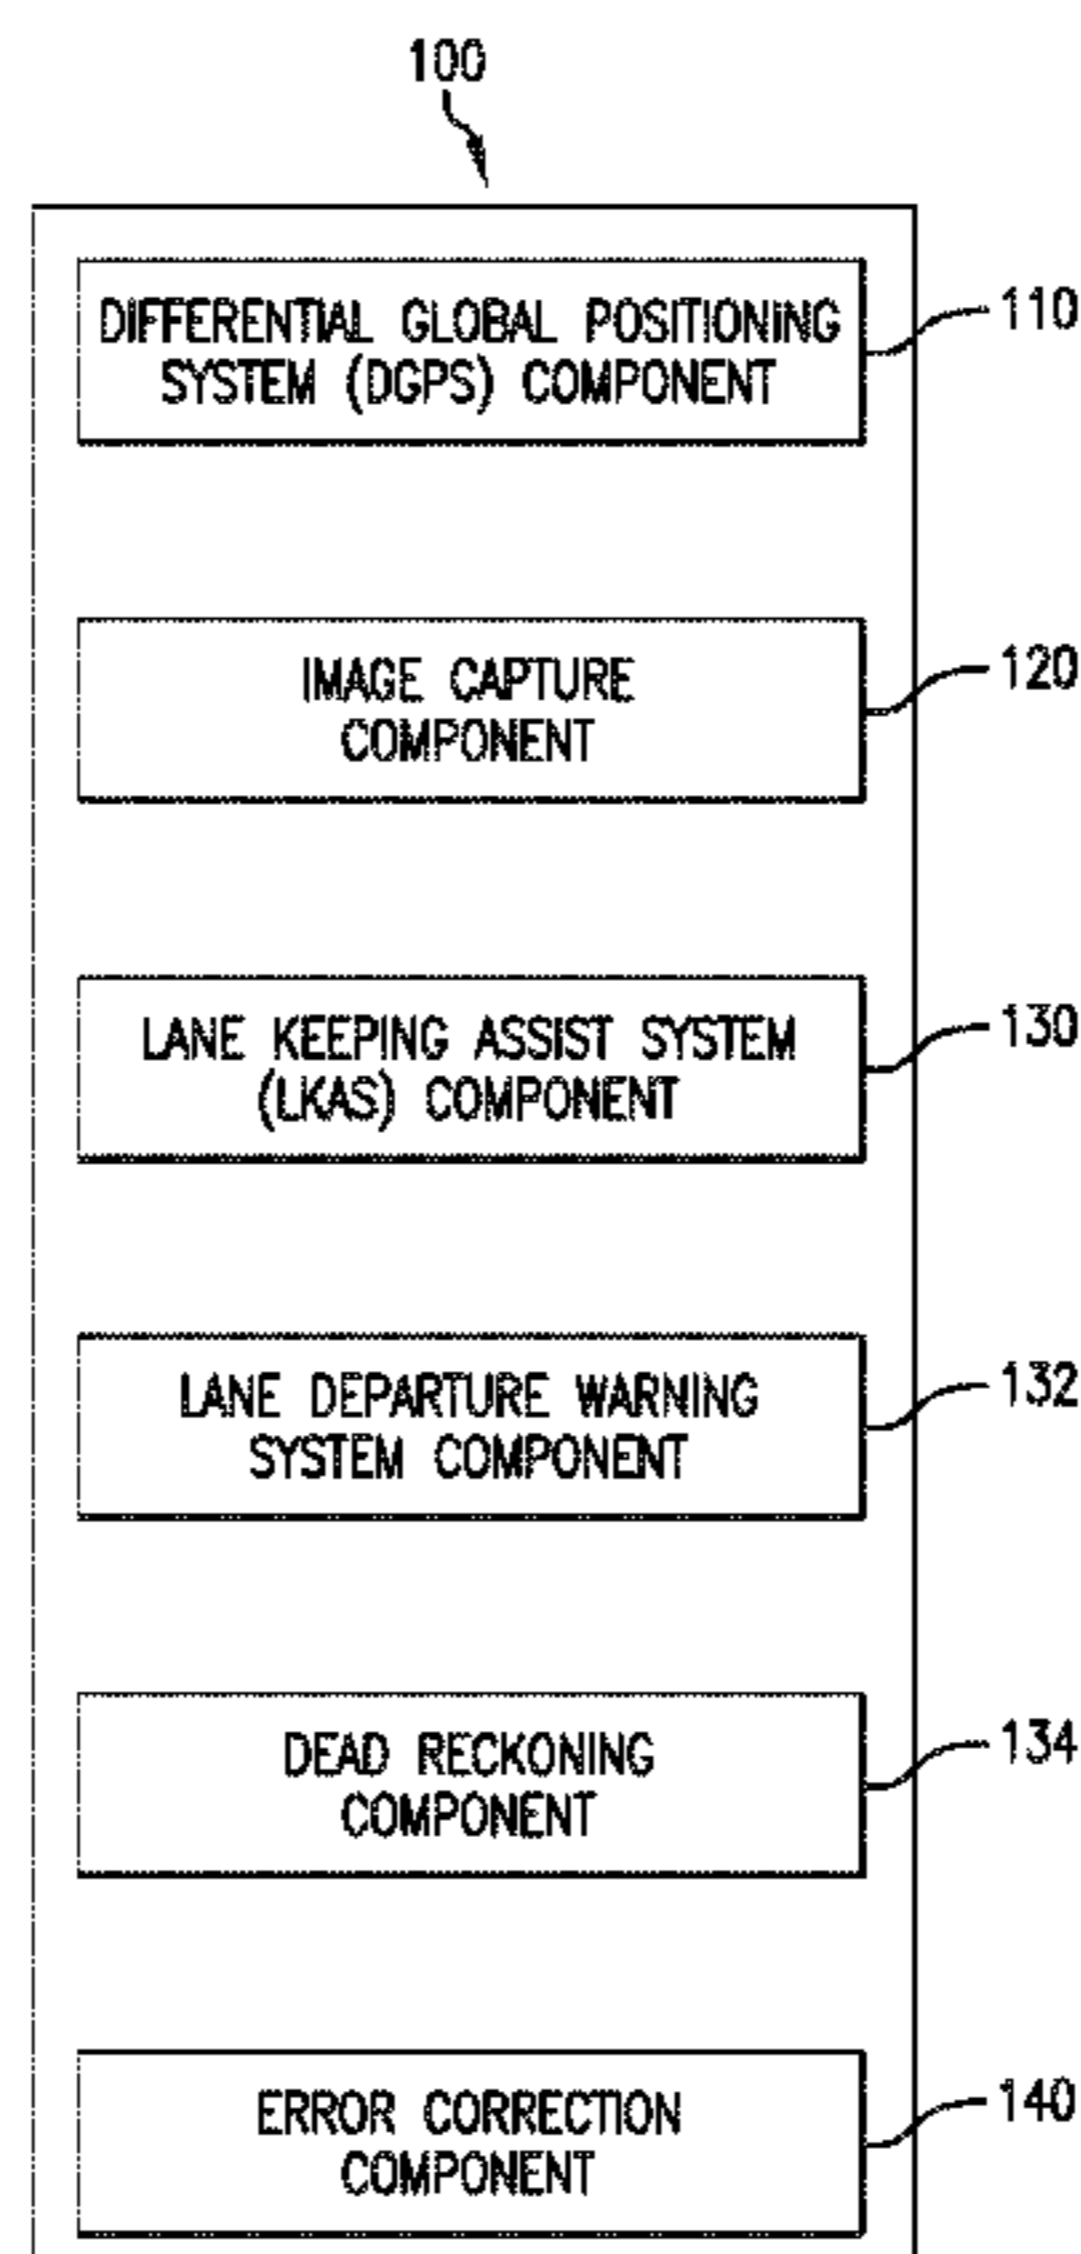 100
DIFFERENTIAL GLOBAL POSITIONING
SYSTEM (DGPS) COMPONENT
110
IMAGE CAPTURE
COMPONENT
120
LANE KEEPING ASSIST SYSTEM
(LKAS) COMPONENT
130
LANE DEPARTURE WARNING
SYSTEM COMPONENT
132
DEAD RECKONING
COMPONENT
134
ERROR CORRECTION
COMPONENT
140